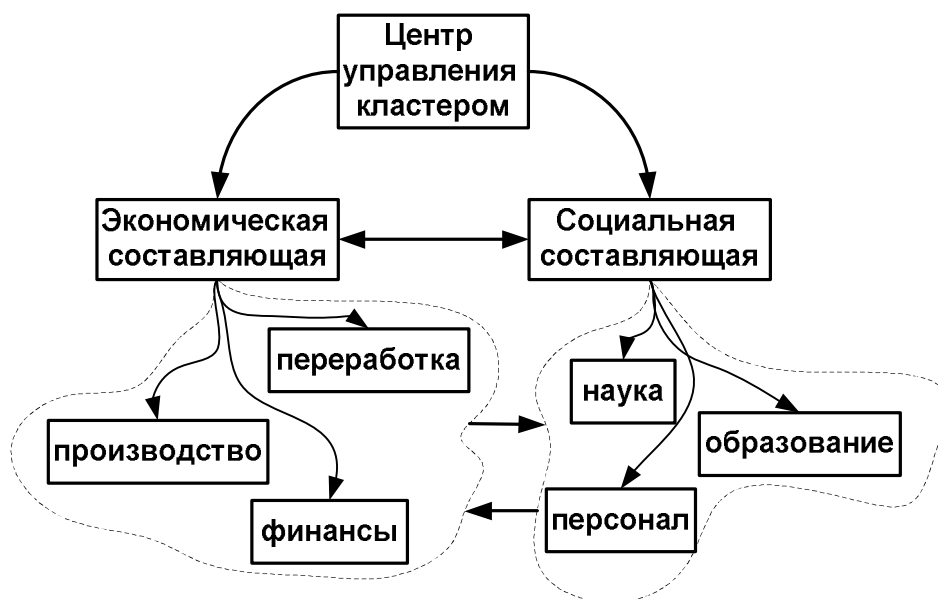 Центр
управления
кластером
Экономическая
составляющая
Социальная
составляющая
переработка
наука
производство
образование
финансы
персонал